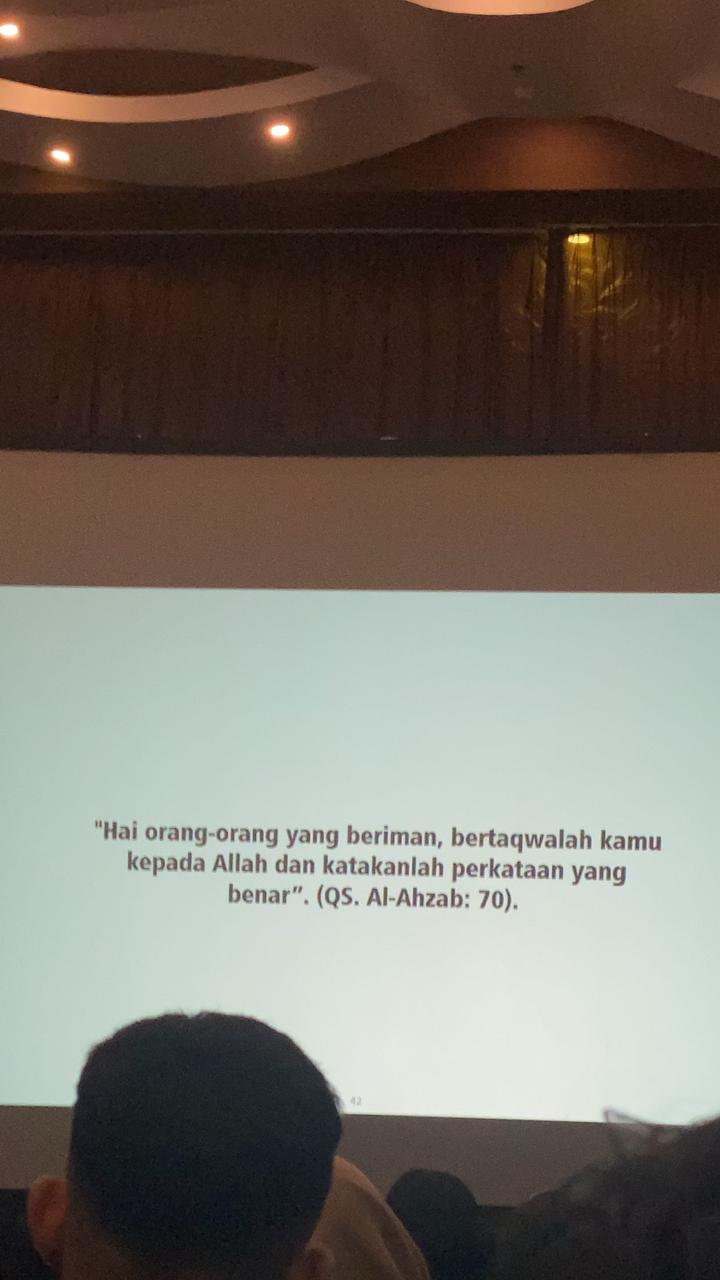 "Hai orang-orang yang beriman, bertaqwalah kamu
kepada Allah dan katakanlah perkataan yang
benar”. (QS. Al-Ahzab: 70).
42